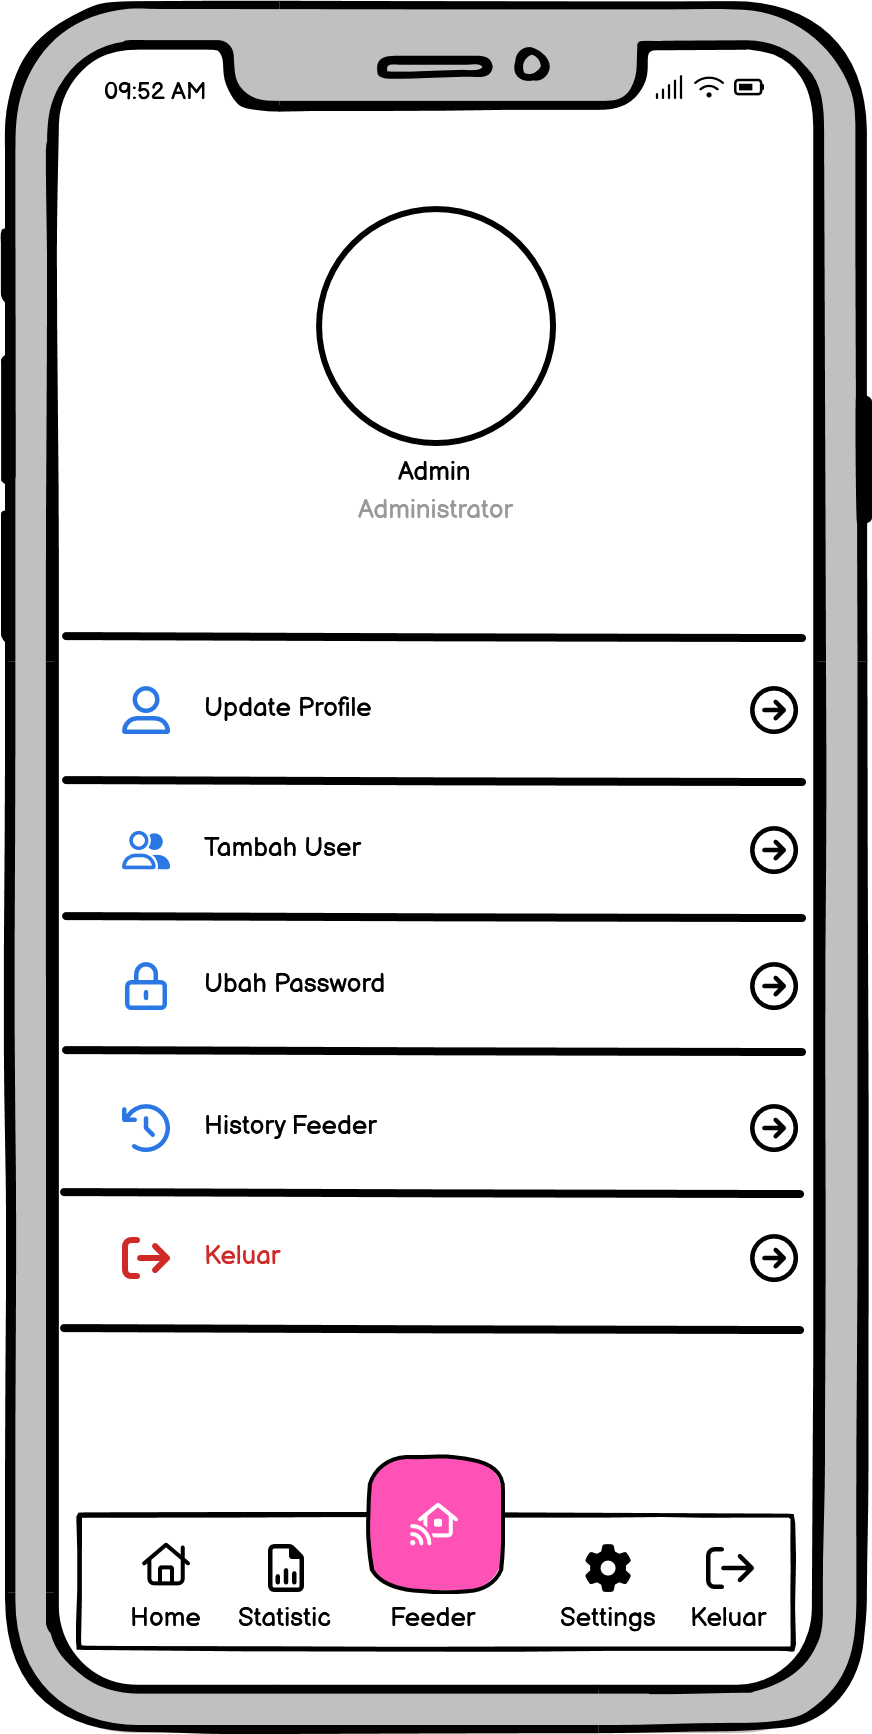 09:52 AM
Admin
Administrator
Update Profile
Tambah User
Ubah Password
History Feeder
Keluar
Home Statistic Feeder Settings Keluar